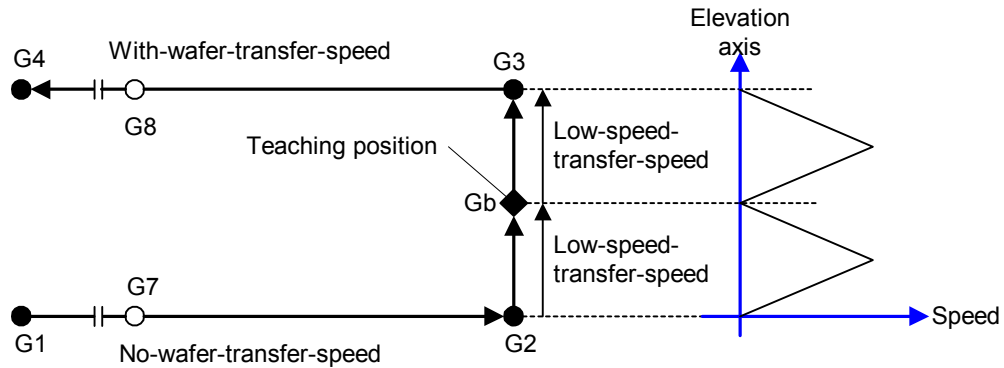 Elevation
axis
G4
With-wafer-transfer-speed
G3
G8
Low-speed-
transfer-speed
Teaching position
Gb
Low-speed-
transfer-speed
G7
G1
No-wafer-transfer-speed
G2
Speed